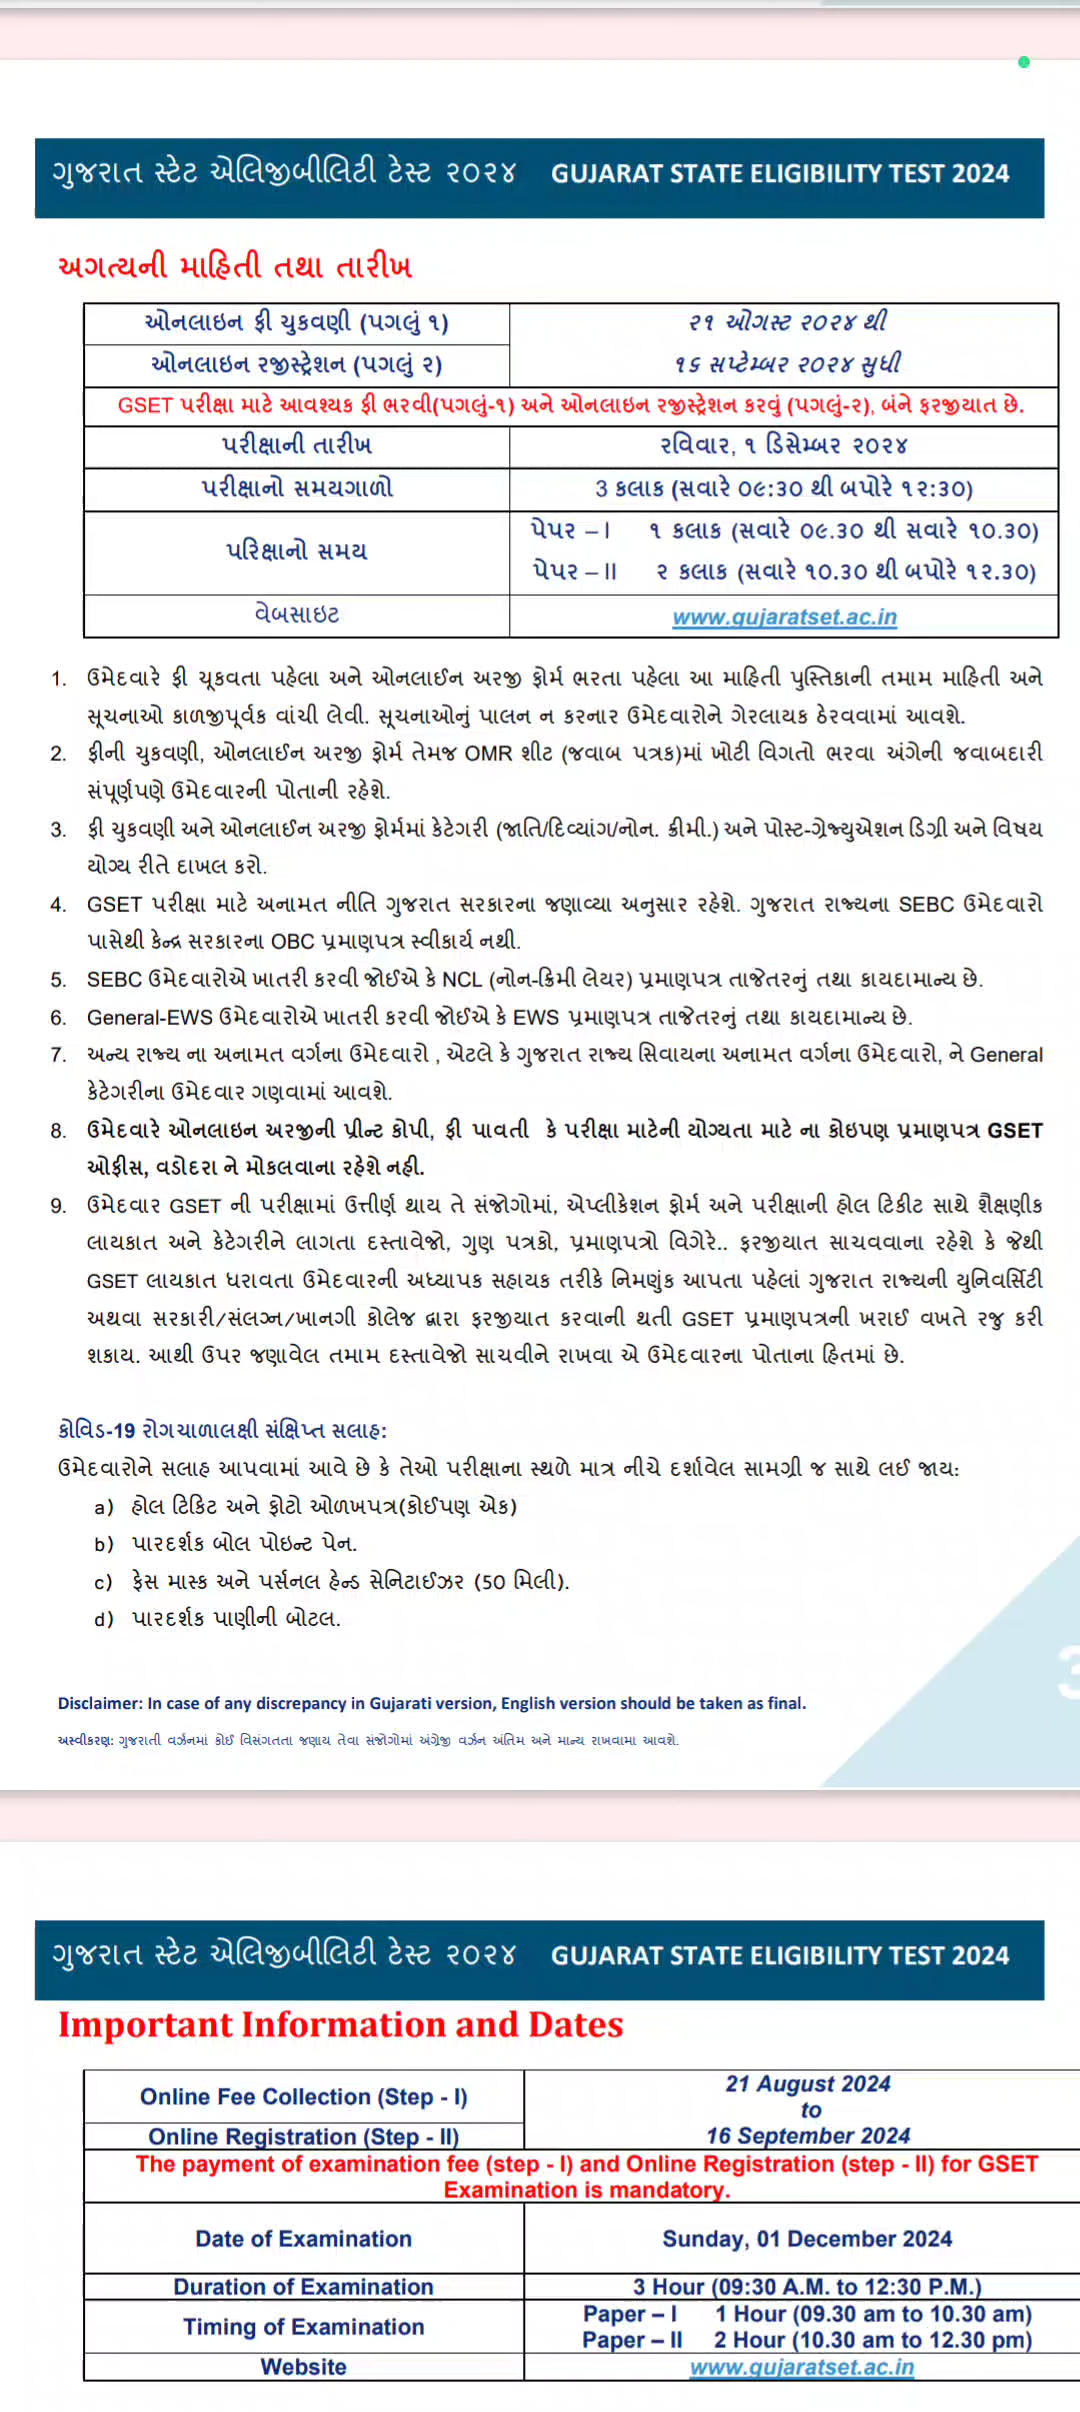 ગુજરાત સ્ટેટ એલિજીબીલિટી ટેસ્ટ ૨૦૨૪ GUJARAT STATE ELIGIBILITY TEST 2024
અગત્યની માહિતી તથા તારીખ
ઓનલાઇન ફી ચુકવણી (પગલું ૧)
૨૧ ઓગસ્ટ ૨૦૨૪ થી
ઓનલાઇન રજીસ્ટ્રેશન (પગલું ૨)
૧૬ સપ્ટેમ્બર ૨૦૨૪ સુધી
GSET પરીક્ષા માટે આવશ્યક ફી ભરવી(પગલું-૧) અને ઓનલાઇન રજીસ્ટ્રેશન કરવું (પગલું-૨), બંને ફરજીયાત છે.
પરીક્ષાની તારીખ રવિવાર, ૧ ડિસેમ્બર ૨૦૨૪
પરીક્ષાનો સમયગાળો 3 કલાક (સવારે ૦૯:૩૦ થી બપોરે ૧૨:૩૦)
પરિક્ષાનો સમય
પેપર – I ૧ કલાક (સવારે ૦૯.૩૦ થી સવારે ૧૦.૩૦)
પેપર – II ૨ કલાક (સવારે ૧૦.૩૦ થી બપોરે ૧૨.૩૦)
વેબસાઇટ www.gujaratset.ac.in
1. ઉમેદવારે ફી ચૂકવતા પહેલા અને ઓનલાઈન અરજી ફોર્મ ભરતા પહેલા આ માહિતી પુસ્તિકાની તમામ માહિતી અને
સૂચનાઓ કાળજીપૂર્વક વાંચી લેવી. સૂચનાઓનું પાલન ન કરનાર ઉમેદવારોને ગેરલાયક ઠેરવવામાં આવશે.
2. ફીની ચુકવણી, ઓનલાઈન અરજી ફોર્મ તેમજ OMR શીટ (જવાબ પત્રક)માં ખોટી વિગતો ભરવા અંગેની જવાબદારી
સંપૂર્ણપણે ઉમેદવારની પોતાની રહેશે.
3. ફી ચુકવણી અને ઓનલાઈન અરજી ફોર્મમાં કેટેગરી (જાતિ/દિવ્યાંગ/નોન. ક્રીમી.) અને પોસ્ટ-ગ્રેજ્યુએશન ડિગ્રી અને વિષય
યોગ્ય રીતે દાખલ કરો.
4. GSET પરીક્ષા માટે અનામત નીતિ ગુજરાત સરકારના જણાવ્યા અનુસાર રહેશે. ગુજરાત રાજ્યના SEBC ઉમેદવારો
પાસેથી કેન્દ્ર સરકારના OBC પ્રમાણપત્ર સ્વીકાર્ય નથી.
5. SEBC ઉમેદવારોએ ખાતરી કરવી જોઈએ કે NCL (નોન-ક્રિમી લેયર) પ્રમાણપત્ર તાજેતરનું તથા કાયદામાન્ય છે.
6. General-EWS ઉમેદવારોએ ખાતરી કરવી જોઈએ કે EWS પ્રમાણપત્ર તાજેતરનું તથા કાયદામાન્ય છે.
7. અન્ય રાજ્ય ના અનામત વર્ગના ઉમેદવારો , એટલે કે ગુજરાત રાજ્ય સિવાયના અનામત વર્ગના ઉમેદવારો, ને General
કેટેગરીના ઉમેદવાર ગણવામાં આવશે.
8. ઉમેદવારે ઓનલાઇન અરજીની પ્રીન્ટ કોપી, ફી પાવતી કે પરીક્ષા માટેની યોગ્યતા માટે ના કોઇપણ પ્રમાણપત્ર GSET
ઓફીસ, વડોદરા ને મોકલવાના રહેશે નહી.
9. ઉમેદવાર GSET ની પરીક્ષામાં ઉત્તીર્ણ થાય તે સંજોગોમાં, એપ્લીકેશન ફોર્મ અને પરીક્ષાની હોલ ટિકીટ સાથે શૈક્ષણીક
લાયકાત અને કેટેગરીને લાગતા દસ્તાવેજો, ગુણ પત્રકો, પ્રમાણપત્રો વિગેરે.. ફરજીયાત સાચવવાના રહેશે કે જેથી
GSET લાયકાત ધરાવતા ઉમેદવારની અધ્યાપક સહાયક તરીકે નિમણુંક આપતા પહેલાં ગુજરાત રાજ્યની યુનિવર્સિટી
અથવા સરકારી/સંલગ્ન/ખાનગી કોલેજ દ્વારા ફરજીયાત કરવાની થતી GSET પ્રમાણપત્રની ખરાઈ વખતે રજુ કરી
શકાય. આથી ઉપર જણાવેલ તમામ દસ્તાવેજો સાચવીને રાખવા એ ઉમેદવારના પોતાના હિતમાં છે.
કોવિડ-19 રોગચાળાલક્ષી સંક્ષિપ્ત સલાહ:
ઉમેદવારોને સલાહ આપવામાં આવે છે કે તેઓ પરીક્ષાના સ્થળે માત્ર નીચે દર્શાવેલ સામગ્રી જ સાથે લઈ જાય:
a) હોલ ટિકિટ અને ફોટો ઓળખપત્ર(કોઈપણ એક)
b) પારદર્શક બોલ પોઇન્ટ પેન.
c) ફેસ માસ્ક અને પર્સનલ હેન્ડ સેનિટાઈઝર (50 મિલી).
d) પારદર્શક પાણીની બોટલ.
3
Disclaimer: In case of any discrepancy in Gujarati version, English version should be taken as final.
અસ્વીકરણ: ગુજરાતી વર્ઝનમાં કોઈ વિસંગતતા જણાય તેવા સંજોગોમાં અંગ્રેજી વર્ઝન અંતિમ અને માન્ય રાખવામા આવશે.
ગુજરાત સ્ટેટ એલિજીબીલિટી ટેસ્ટ ૨૦૨૪ GUJARAT STATE ELIGIBILITY TEST 2024
Important Information and Dates
Online Fee Collection (Step - I)
21 August 2024
to
Online Registration (Step - II)
16 September 2024
The payment of examination fee (step - I) and Online Registration (step - II) for GSET
Examination is mandatory.
Date of Examination Sunday, 01 December 2024
Duration of Examination 3 Hour (09:30 A.M. to 12:30 P.M.)
Timing of Examination
Paper – I 1 Hour (09.30 am to 10.30 am)
Paper – II 2 Hour (10.30 am to 12.30 pm)
Website www.gujaratset.ac.in